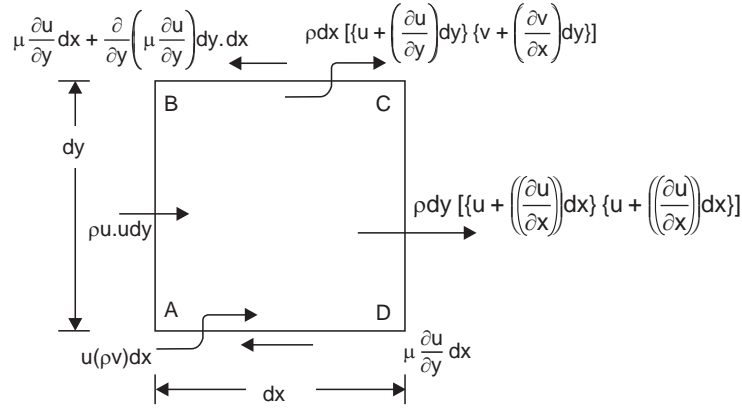 μ ∂u/∂y dx + ∂/∂y(μ ∂u/∂y)dy.dx
ρdx [{u + (∂u/∂y)dy} {v + (∂v/∂x)dy}]
B
C
dy
ρdy [{u + ((∂u/∂x))dx} {u + ((∂u/∂x))dx}]
ρu.udy
A
D
u(ρv)dx
μ ∂u/∂y dx
dx